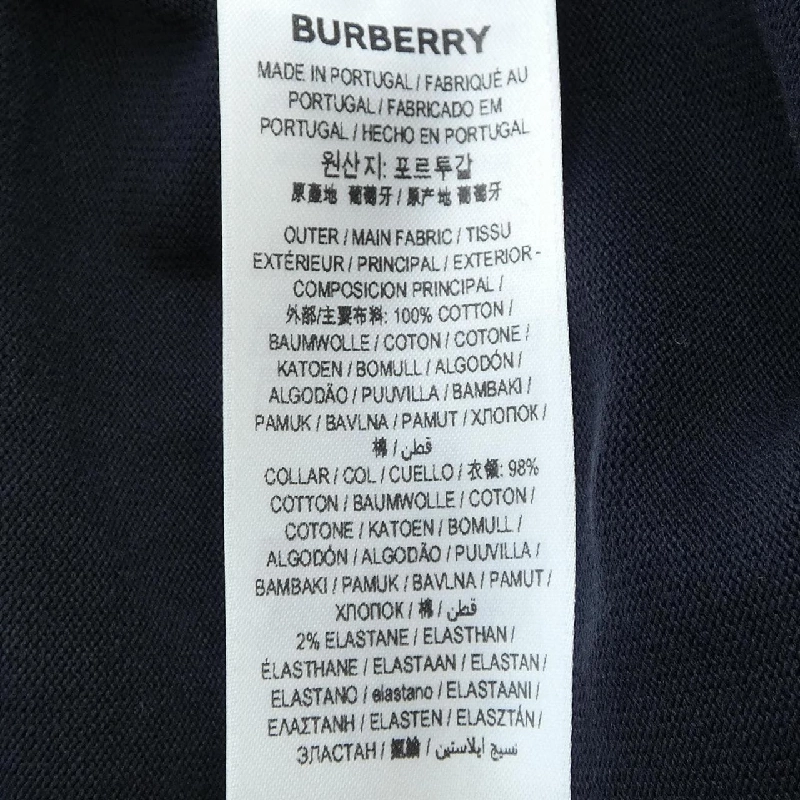 BURBERRY
MADE IN PORTUGAL / FABRIQUÉ AU
PORTUGAL / FABRICADO EM
PORTUGAL / HECHO EN PORTUGAL
원산지: 포르투갈
原產地 葡萄牙 / 原产地 葡萄牙
OUTER / MAIN FABRIC / TISSU
EXTÉRIEUR / PRINCIPAL / EXTERIOR -
COMPOSICION PRINCIPAL /
外部/主要布料: 100% COTTON /
BAUMWOLLE / COTON / COTONE /
KATOEN / BOMULL / ALGODÓN /
ALGODÃO / PUUVILLA / BAMBAKI /
PAMUK / BAVLNA / PAMUT / ХЛОПОК /
棉 / قطن
COLLAR / COL / CUELLO / 衣領: 98%
COTTON / BAUMWOLLE / COTON /
COTONE / KATOEN / BOMULL /
ALGODÓN / ALGODÃO / PUUVILLA /
BAMBAKI / PAMUK / BAVLNA / PAMUT /
ХЛОПОК / 棉 / قطن
2% ELASTANE / ELASTHAN /
ÉLASTHANE / ELASTAAN / ELASTAN /
ELASTANO / elastano / ELASTAANI /
ΕΛΑΣΤΑΝΗ / ELASTEN / ELASZTÁN /
ЭЛАСТАН / / نسيج ايلاستين